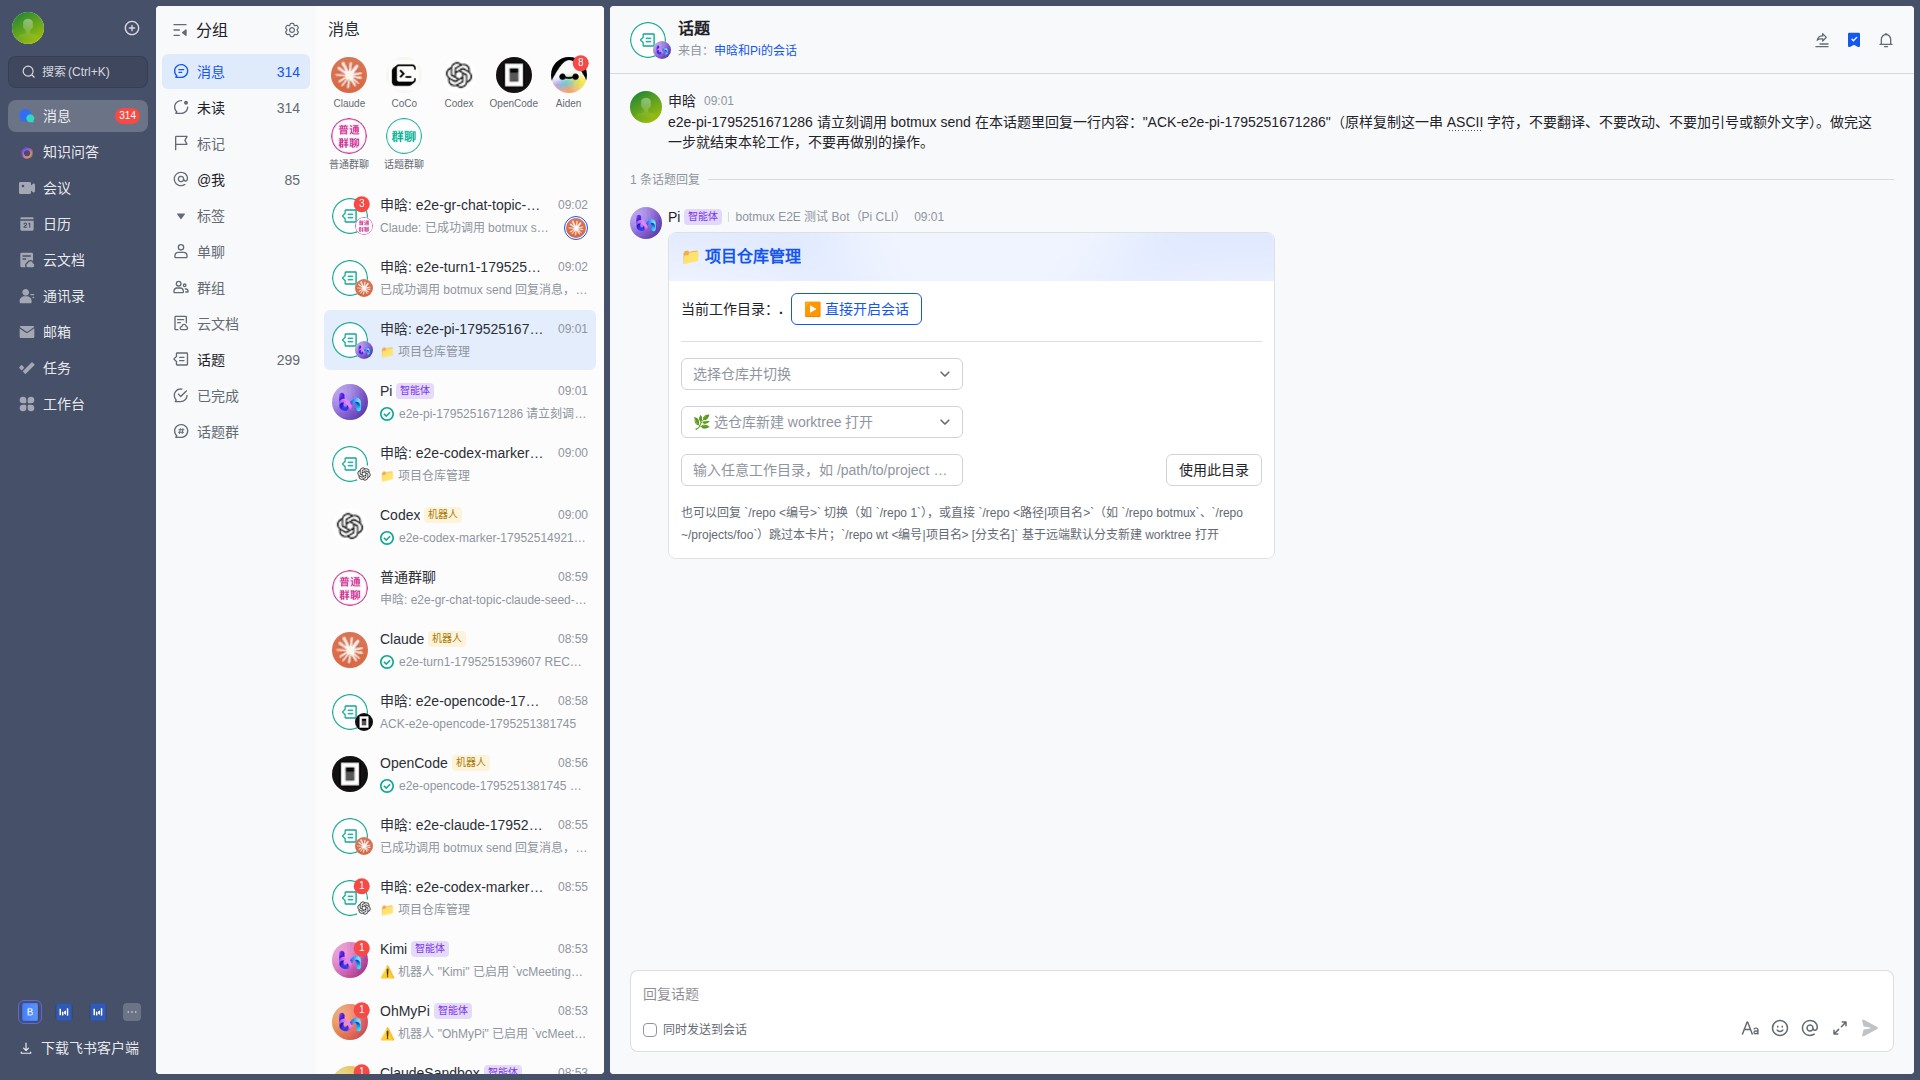 搜索 (Ctrl+K)
消息 314
知识问答
会议
日历
云文档
通讯录
邮箱
任务
工作台
下载飞书客户端
分组
消息 314
未读 314
标记
@我 85
标签
单聊
群组
云文档
话题 299
已完成
话题群
消息
Claude CoCo Codex OpenCode Aiden 8
普通群聊 群聊
普通群聊 话题群聊
3 申晗: e2e-gr-chat-topic-... 09:02
Claude: 已成功调用 botmux s...
申晗: e2e-turn1-179525... 09:02
已成功调用 botmux send 回复消息，...
申晗: e2e-pi-179525167... 09:01
📁 项目仓库管理
Pi 智能体 09:01
e2e-pi-1795251671286 请立刻调...
申晗: e2e-codex-marker... 09:00
📁 项目仓库管理
Codex 机器人 09:00
e2e-codex-marker-17952514921...
普通群聊 普通群聊 08:59
申晗: e2e-gr-chat-topic-claude-seed-...
Claude 机器人 08:59
e2e-turn1-1795251539607 REC...
申晗: e2e-opencode-17... 08:58
ACK-e2e-opencode-1795251381745
OpenCode 机器人 08:56
e2e-opencode-1795251381745 ...
申晗: e2e-claude-17952... 08:55
已成功调用 botmux send 回复消息，...
1 申晗: e2e-codex-marker... 08:55
📁 项目仓库管理
1 Kimi 智能体 08:53
⚠️ 机器人 "Kimi" 已启用 `vcMeeting...
1 OhMyPi 智能体 08:53
⚠️ 机器人 "OhMyPi" 已启用 `vcMeet...
1 ClaudeSandbox 智能体 08:53
话题
来自：申晗和Pi的会话
申晗 09:01
e2e-pi-1795251671286 请立刻调用 botmux send 在本话题里回复一行内容："ACK-e2e-pi-1795251671286"（原样复制这一串 ASCII 字符，不要翻译、不要改动、不要加引号或额外文字）。做完这
一步就结束本轮工作，不要再做别的操作。
1 条话题回复
Pi 智能体 botmux E2E 测试 Bot（Pi CLI） 09:01
📁 项目仓库管理
当前工作目录：. ▶️ 直接开启会话
选择仓库并切换
🌿 选仓库新建 worktree 打开
输入任意工作目录，如 /path/to/project ... 使用此目录
也可以回复 `/repo <编号>` 切换（如 `/repo 1`），或直接 `/repo <路径|项目名>`（如 `/repo botmux`、`/repo
~/projects/foo`）跳过本卡片；`/repo wt <编号|项目名> [分支名]` 基于远端默认分支新建 worktree 打开
回复话题
同时发送到会话